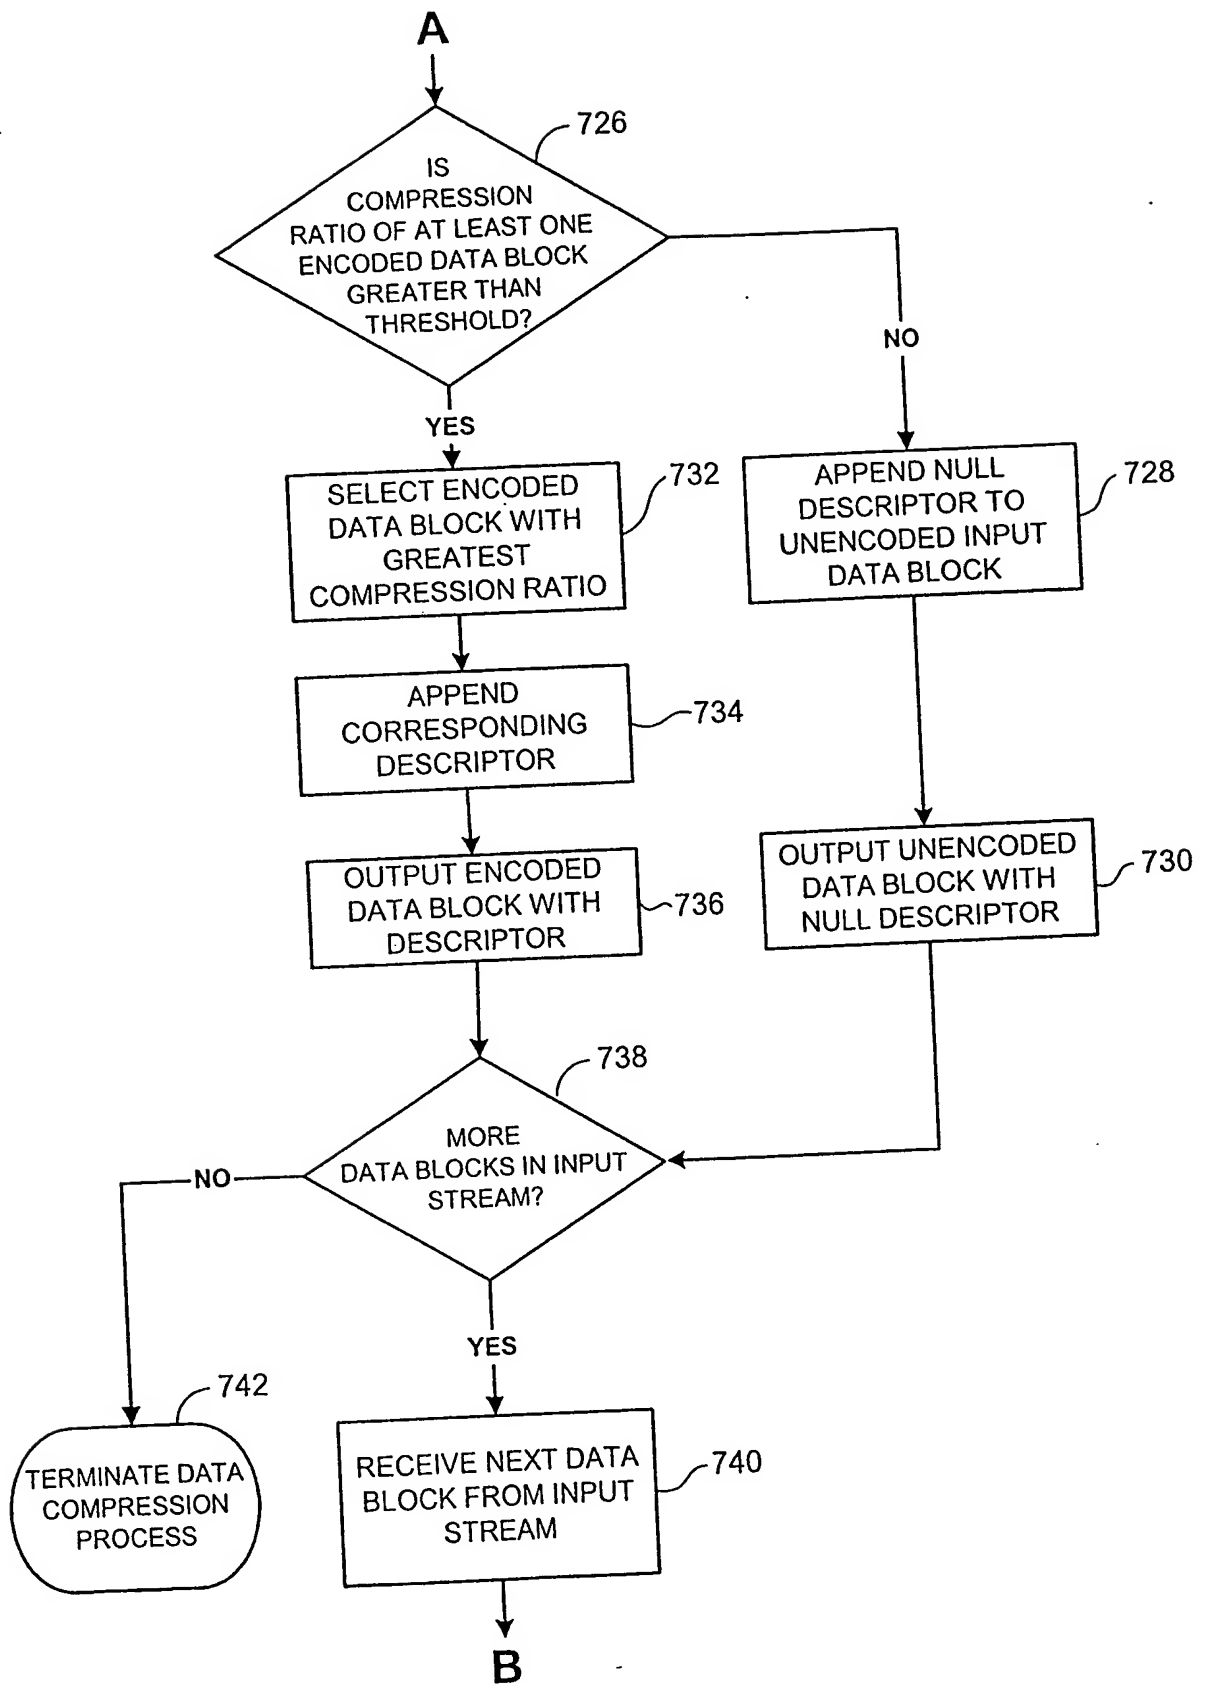 A
726
IS
COMPRESSION
RATIO OF AT LEAST ONE
ENCODED DATA BLOCK
GREATER THAN
THRESHOLD?
NO
YES
732
SELECT ENCODED
DATA BLOCK WITH
GREATEST
COMPRESSION RATIO
728
APPEND NULL
DESCRIPTOR TO
UNENCODED INPUT
DATA BLOCK
734
APPEND
CORRESPONDING
DESCRIPTOR
730
OUTPUT UNENCODED
DATA BLOCK WITH
NULL DESCRIPTOR
736
OUTPUT ENCODED
DATA BLOCK WITH
DESCRIPTOR
738
MORE
DATA BLOCKS IN INPUT
STREAM?
NO
YES
742
TERMINATE DATA
COMPRESSION
PROCESS
740
RECEIVE NEXT DATA
BLOCK FROM INPUT
STREAM
B